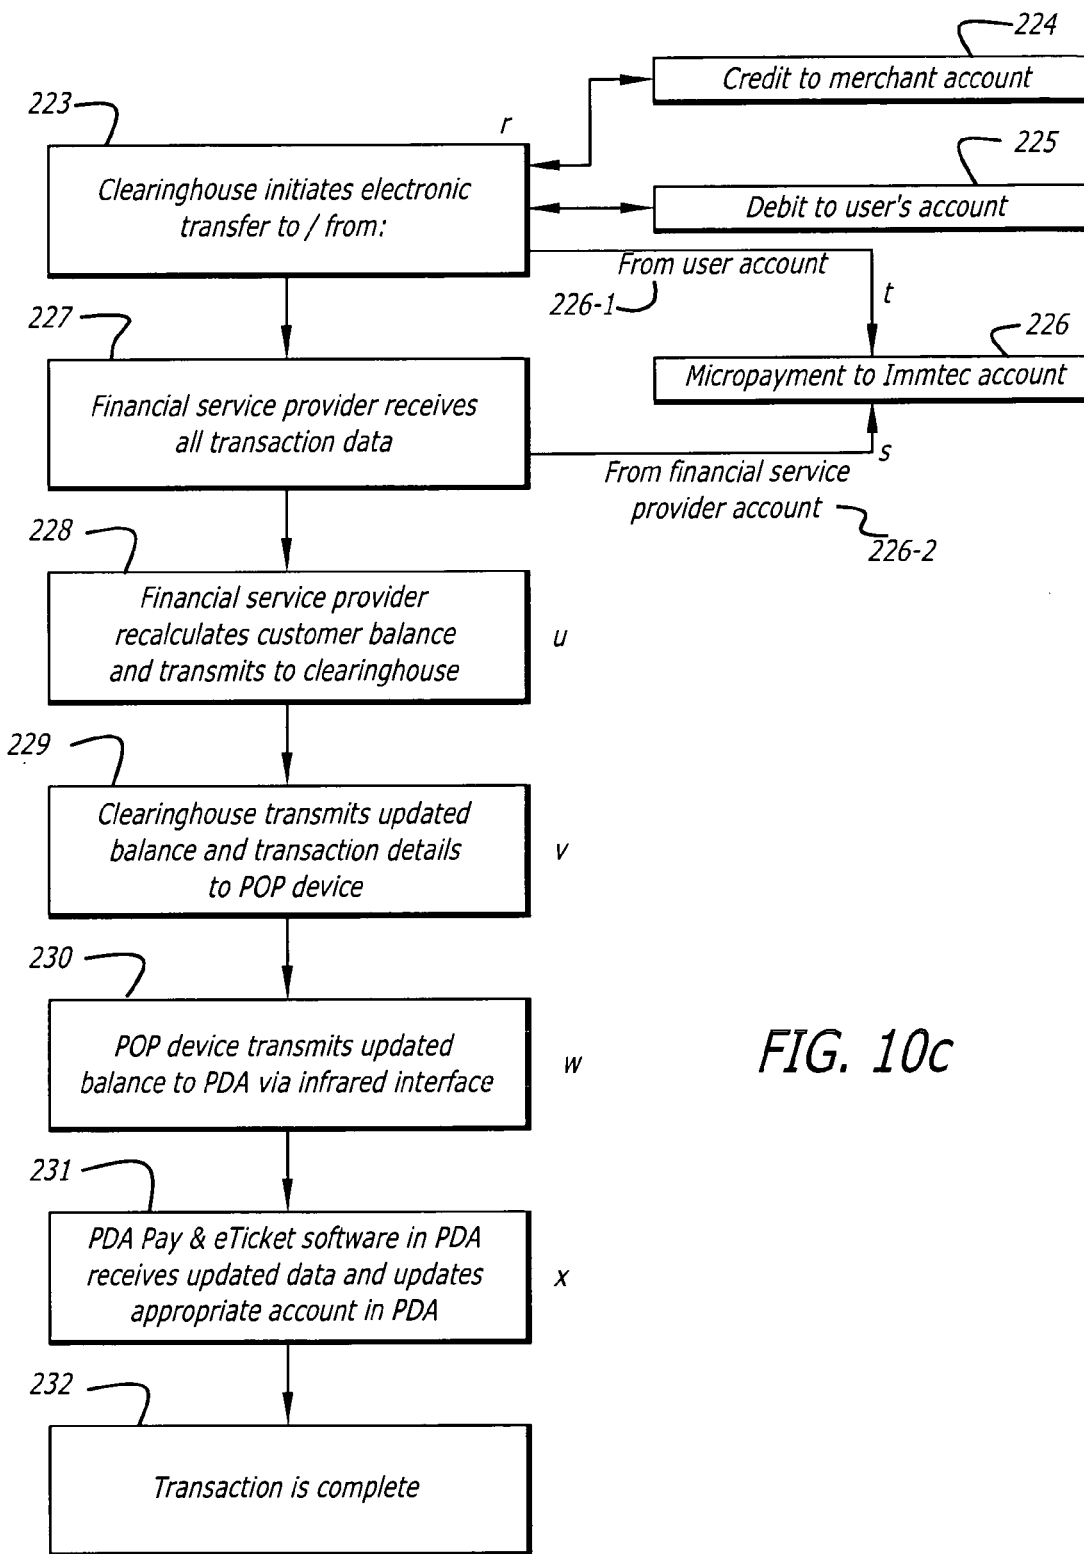 224
Credit to merchant account
223
r
Clearinghouse initiates electronic
transfer to / from:
225
Debit to user's account
From user account
226-1
t
226
Micropayment to Immtec account
227
Financial service provider receives
all transaction data
s
From financial service
provider account
226-2
228
Financial service provider
recalculates customer balance
and transmits to clearinghouse
u
229
Clearinghouse transmits updated
balance and transaction details
to POP device
v
230
POP device transmits updated
balance to PDA via infrared interface
w
FIG. 10c
231
PDA Pay & eTicket software in PDA
receives updated data and updates
appropriate account in PDA
x
232
Transaction is complete